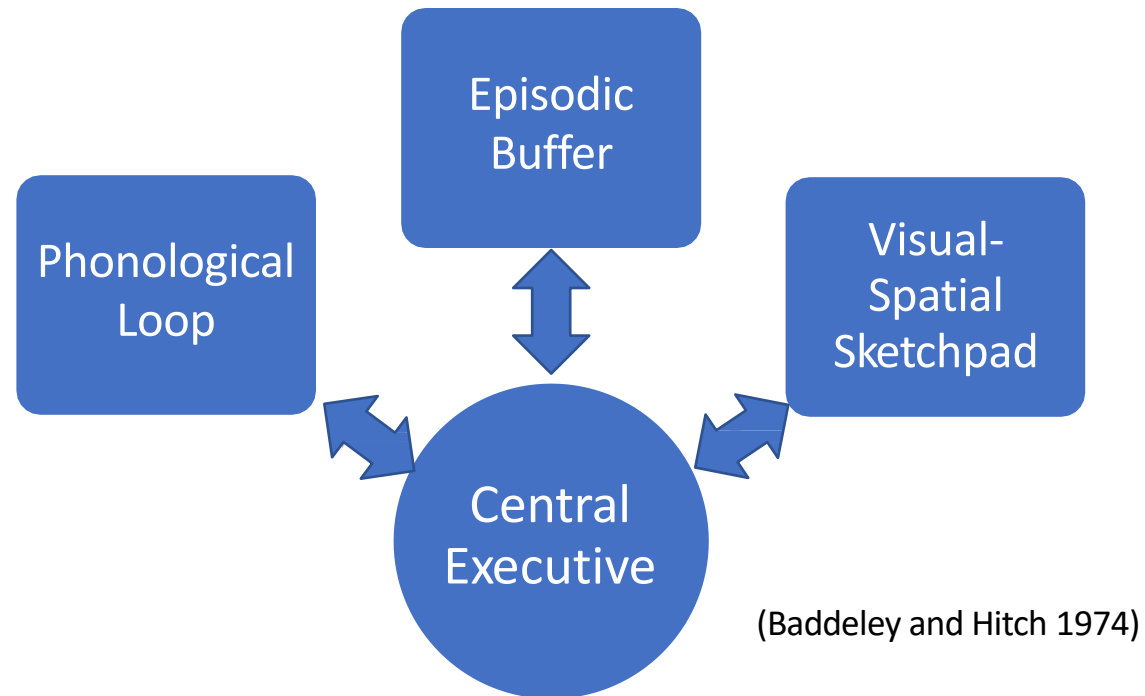 Episodic
Buffer
Phonological
Loop
Visual-
Spatial
Sketchpad
Central
Executive
(Baddeley and Hitch 1974)